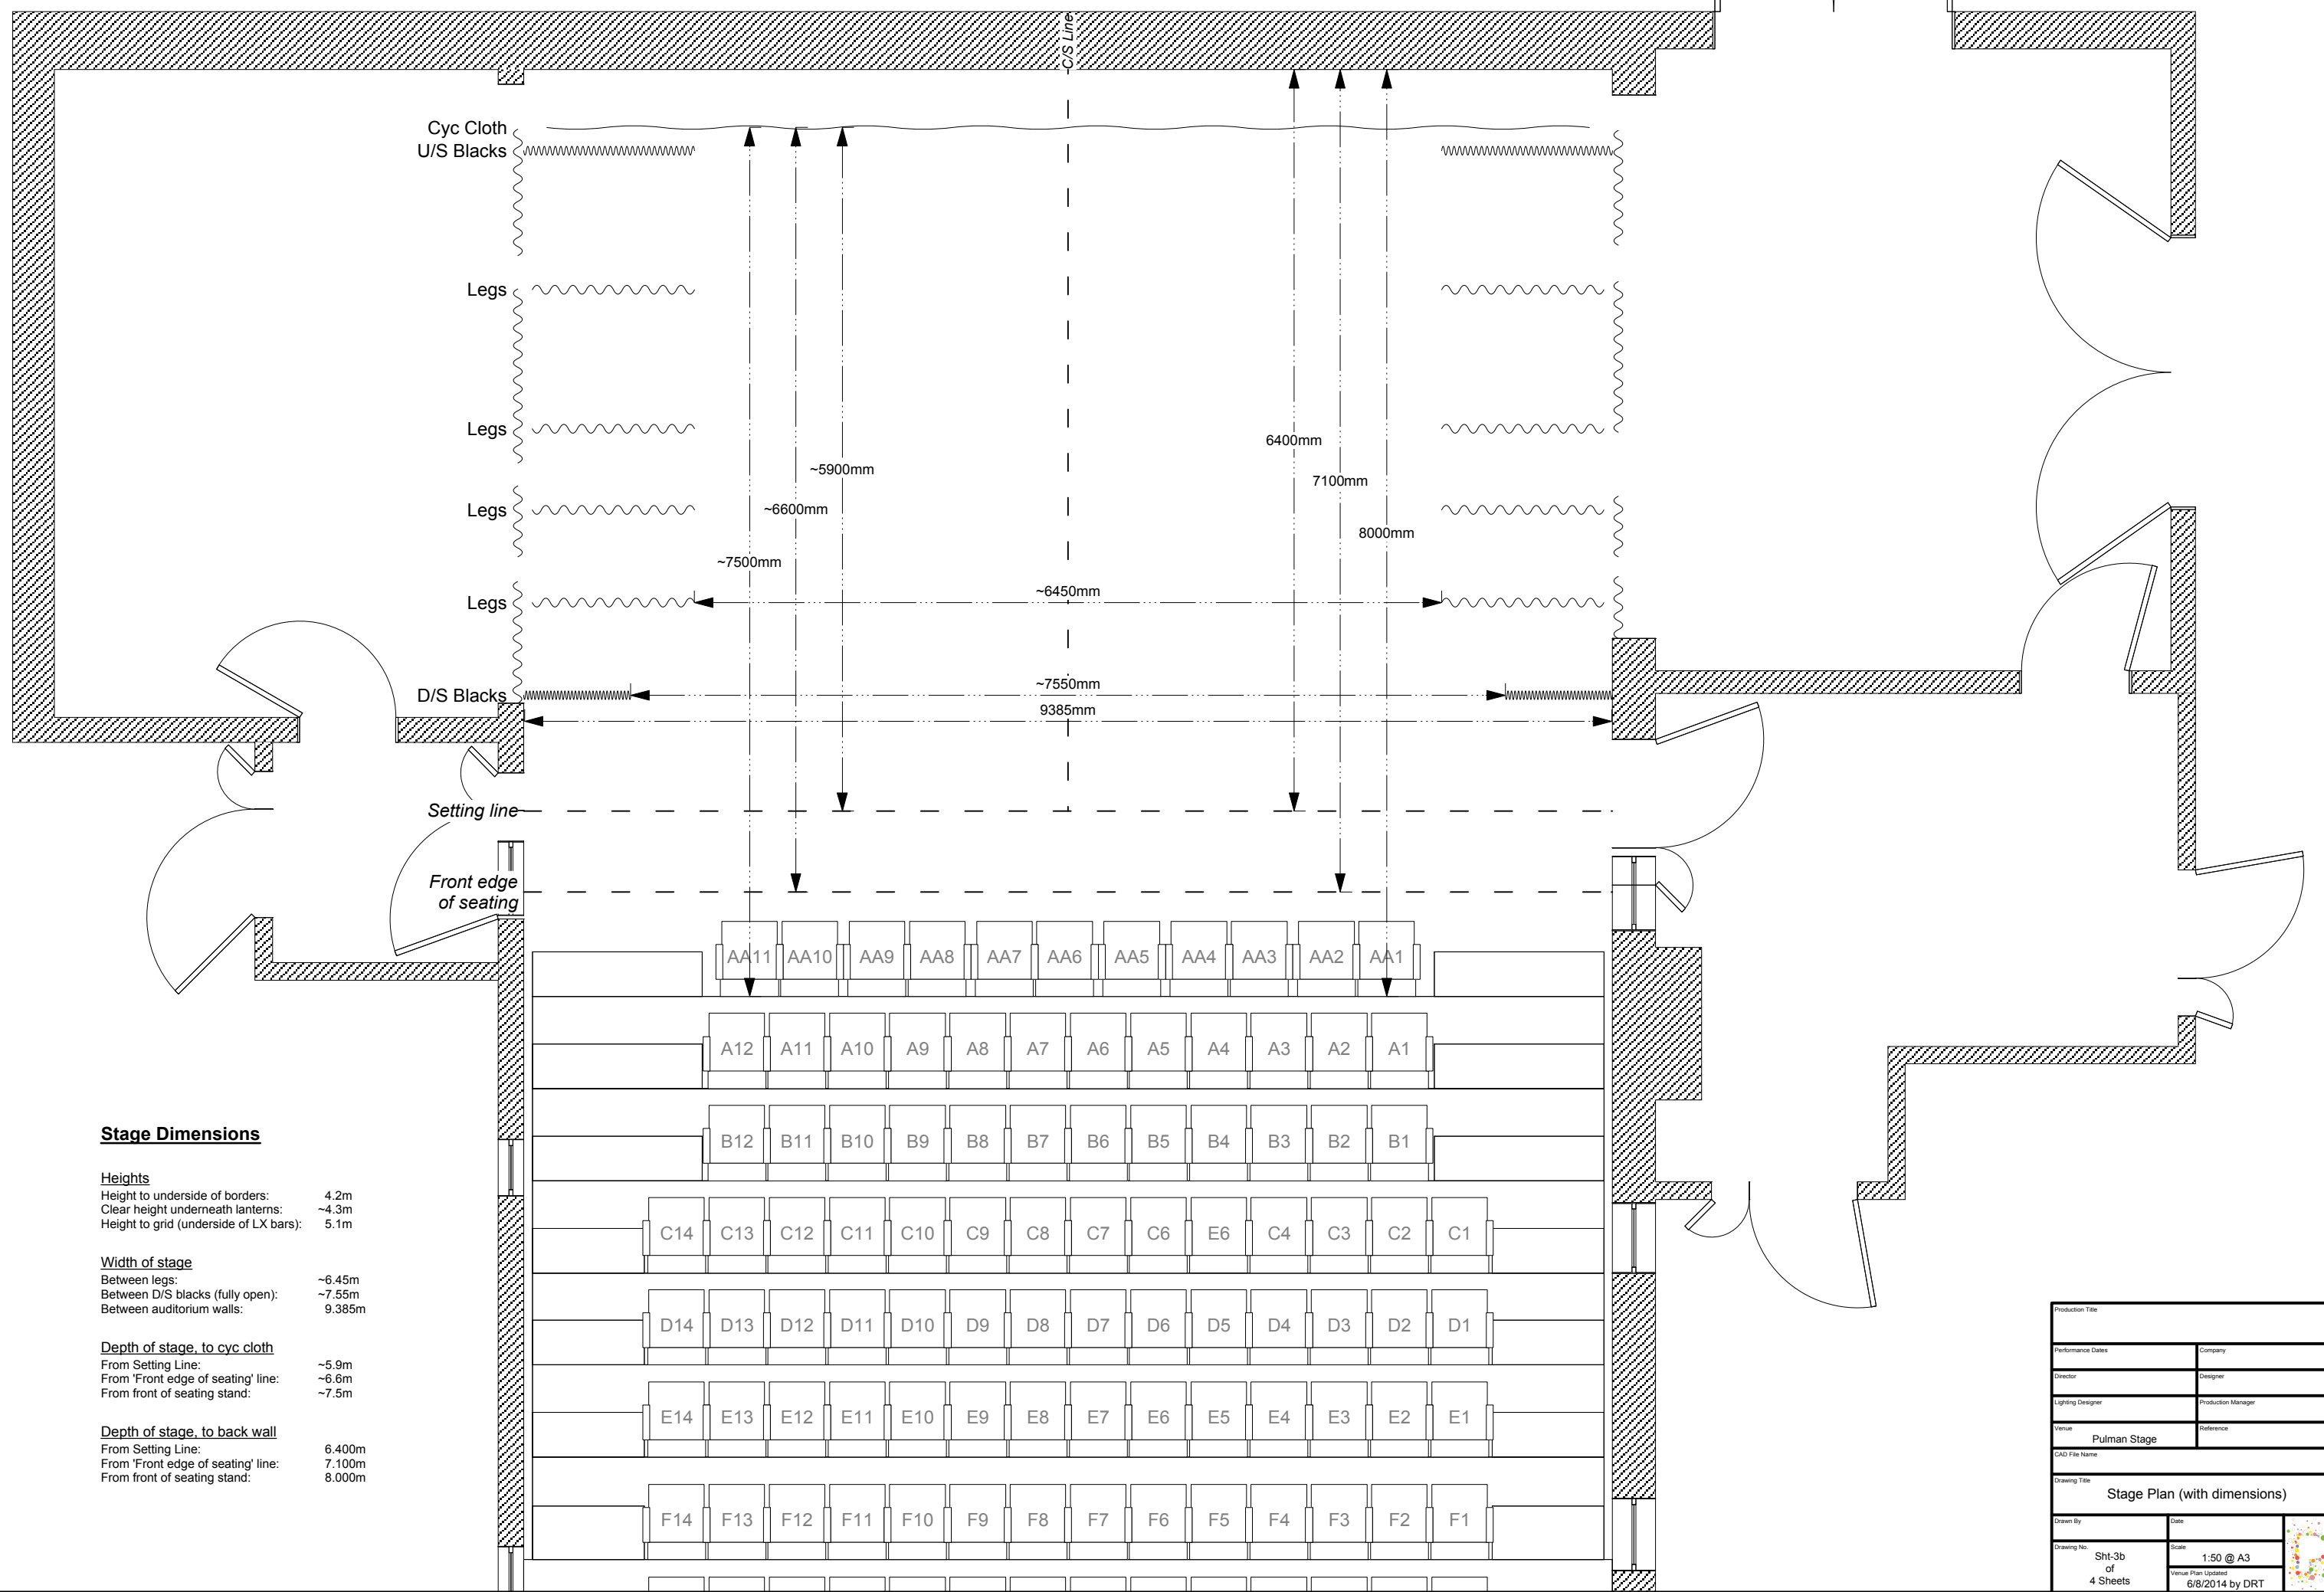 C/S Line
Cyc Cloth
U/S Blacks
Legs
Legs
6400mm
~5900mm
7100mm
~6600mm
Legs
8000mm
~7500mm
~6450mm
Legs
~7550mm
D/S Blacks
9385mm
Setting line
Front edge
of seating
AA11 AA10 AA9 AA8 AA7 AA6 AA5 AA4 AA3 AA2 AA1
A12 A11 A10 A9 A8 A7 A6 A5 A4 A3 A2 A1
B12 B11 B10 B9 B8 B7 B6 B5 B4 B3 B2 B1
C14 C13 C12 C11 C10 C9 C8 C7 C6 E6 C4 C3 C2 C1
D14 D13 D12 D11 D10 D9 D8 D7 D6 D5 D4 D3 D2 D1
E14 E13 E12 E11 E10 E9 E8 E7 E6 E5 E4 E3 E2 E1
F14 F13 F12 F11 F10 F9 F8 F7 F6 F5 F4 F3 F2 F1
Stage Dimensions
Heights
Height to underside of borders: 4.2m
Clear height underneath lanterns: ~4.3m
Height to grid (underside of LX bars): 5.1m
Width of stage
Between legs: ~6.45m
Between D/S blacks (fully open): ~7.55m
Between auditorium walls: 9.385m
Depth of stage, to cyc cloth
From Setting Line: ~5.9m
From 'Front edge of seating' line: ~6.6m
From front of seating stand: ~7.5m
Depth of stage, to back wall
From Setting Line: 6.400m
From 'Front edge of seating' line: 7.100m
From front of seating stand: 8.000m
Production Title
Performance Dates
Company
Director
Designer
Lighting Designer
Production Manager
Venue
Pulman Stage
Reference
CAD File Name
Drawing Title
Stage Plan (with dimensions)
Drawn By
Date
Drawing No.
Sht-3b
of
4 Sheets
Scale
1:50 @ A3
Venue Plan Updated
6/8/2014 by DRT